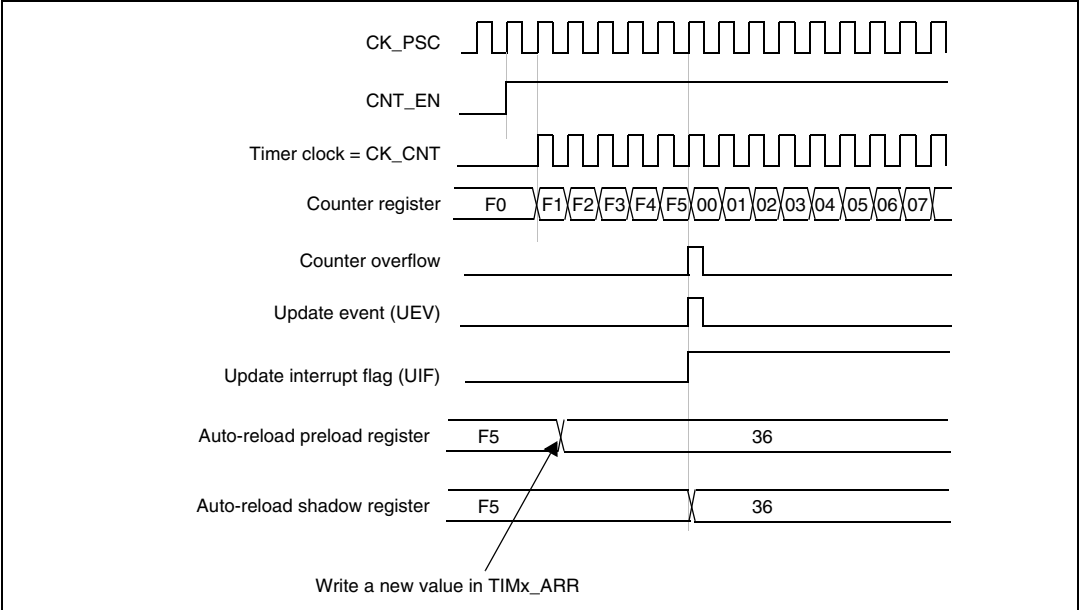 CK_PSC
CNT_EN
Timer clock = CK_CNT
Counter register F0 F1 F2 F3 F4 F5 00 01 02 03 04 05 06 07
Counter overflow
Update event (UEV)
Update interrupt flag (UIF)
Auto-reload preload register F5 36
Auto-reload shadow register F5 36
Write a new value in TIMx_ARR